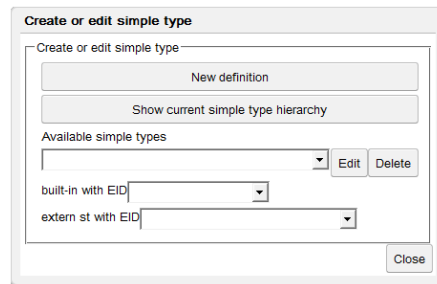 Create or edit simple type
Create or edit simple type
New definition
Show current simple type hierarchy
Available simple types
Edit Delete
built-in with EID
extern st with EID
Close